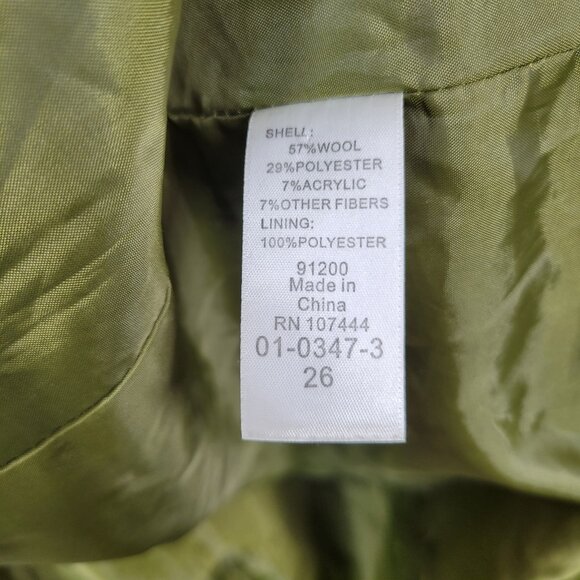 SHELL:
57%WOOL
29%POLYESTER
7%ACRYLIC
7%OTHER FIBERS
LINING:
100%POLYESTER
91200
Made in
China
RN 107444
01-0347-3
26